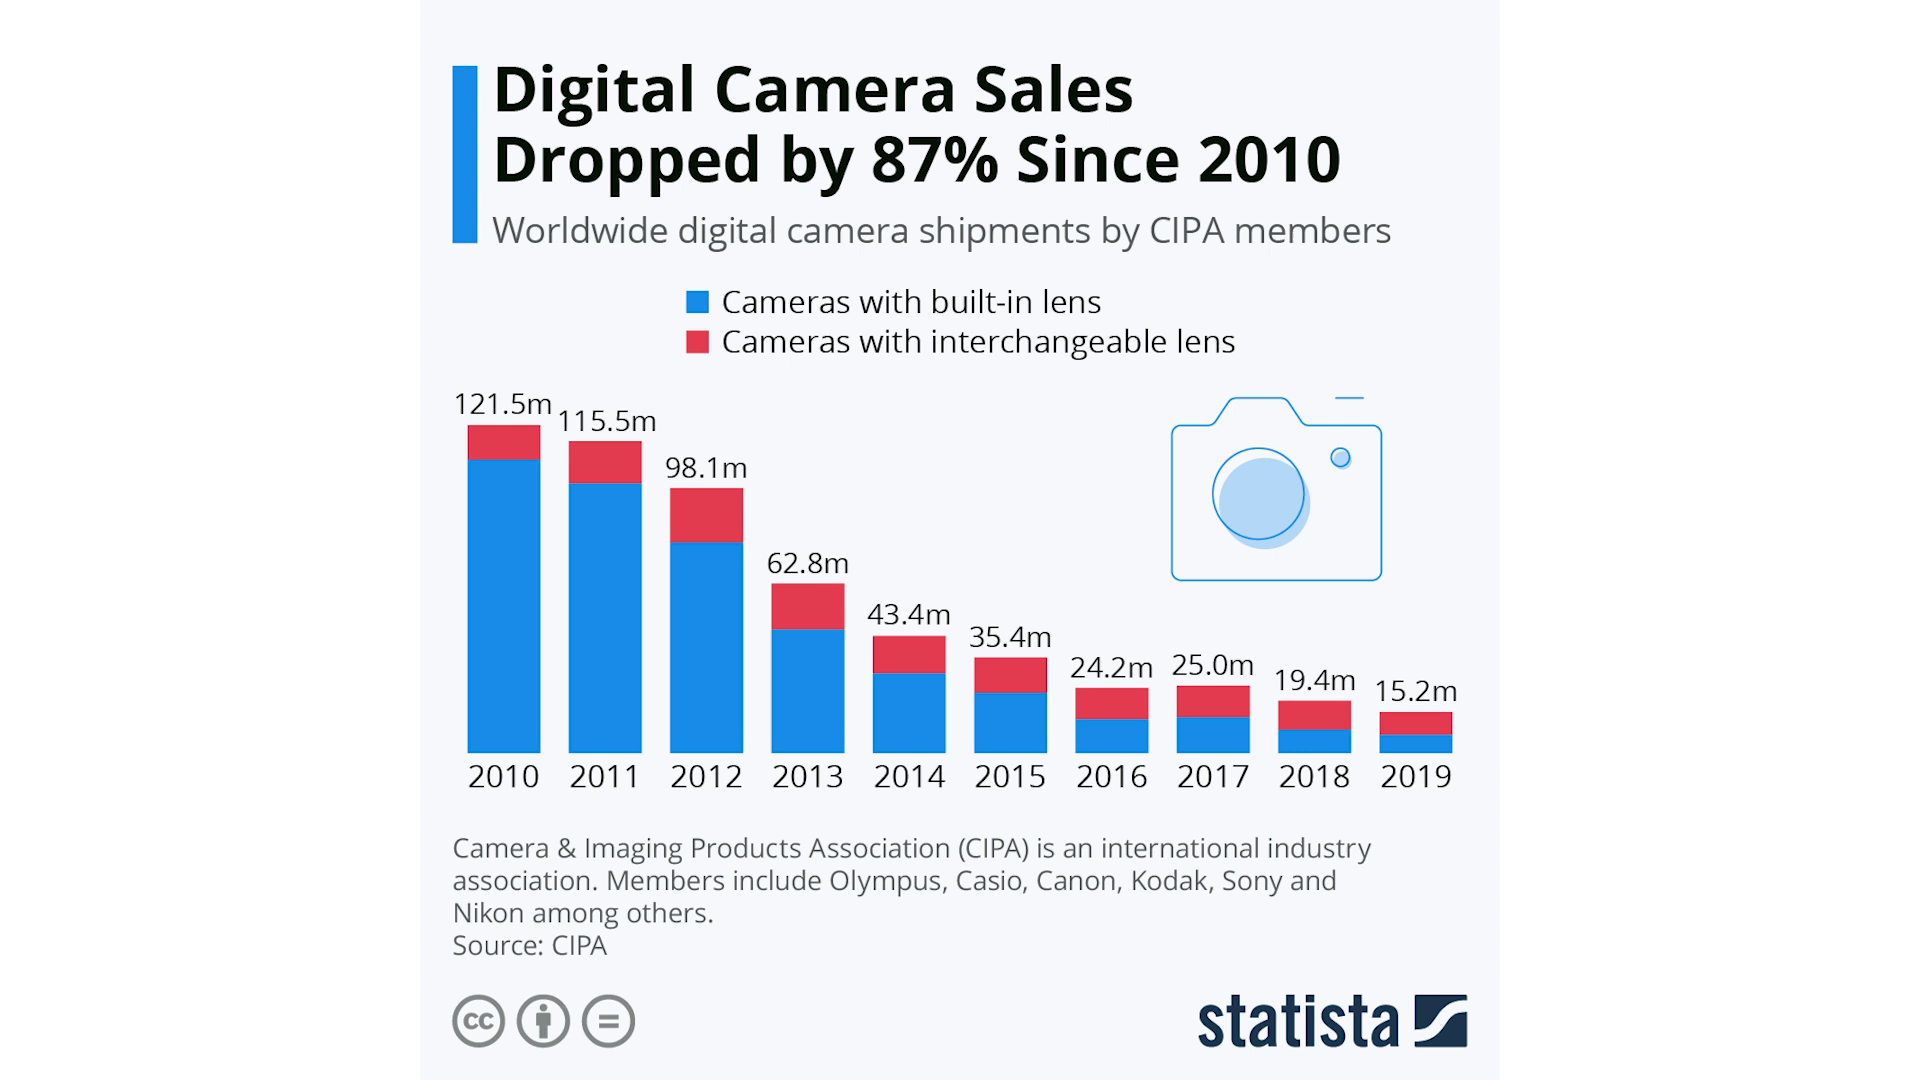 Digital Camera Sales
Dropped by 87% Since 2010
Worldwide digital camera shipments by CIPA members
Cameras with built-in lens
Cameras with interchangeable lens
121.5m
115.5m
98.1m
62.8m
43.4m
35.4m
24.2m
25.0m
19.4m
15.2m
2010 2011 2012 2013 2014 2015 2016 2017 2018 2019
Camera & Imaging Products Association (CIPA) is an international industry
association. Members include Olympus, Casio, Canon, Kodak, Sony and
Nikon among others.
Source: CIPA
cc
=
statista